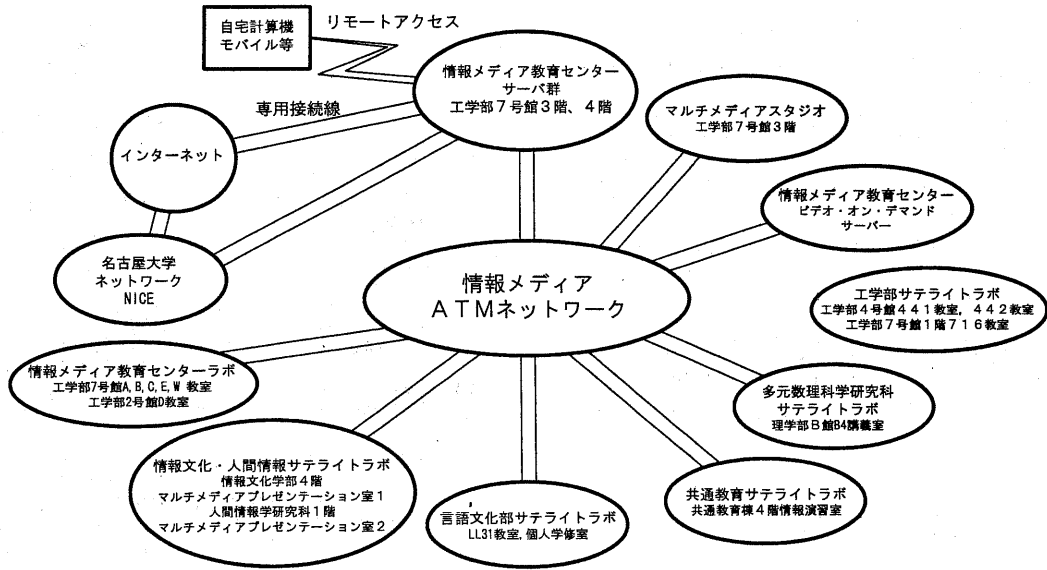 自宅計算機
モバイル等
リモートアクセス
情報メディア教育センター
サーバ群
工学部７号館３階、４階
専用接続線
マルチメディアスタジオ
工学部７号館３階
インターネット
情報メディア教育センター
ビデオ・オン・デマンド
サーバー
名古屋大学
ネットワーク
NICE
情報メディア
ＡＴＭネットワーク
工学部サテライトラボ
工学部４号館４４１教室，４４２教室
工学部７号館１階７１６教室
情報メディア教育センターラボ
工学部7号館A,B,C,E,W 教室
工学部2号館D教室
多元数理科学研究科
サテライトラボ
理学部Ｂ館B4講義室
情報文化・人間情報サテライトラボ
情報文化学部４階
マルチメディアプレゼンテーション室１
人間情報学研究科１階
マルチメディアプレゼンテーション室２
言語文化部サテライトラボ
LL31教室,個人学修室
共通教育サテライトラボ
共通教育棟４階情報演習室